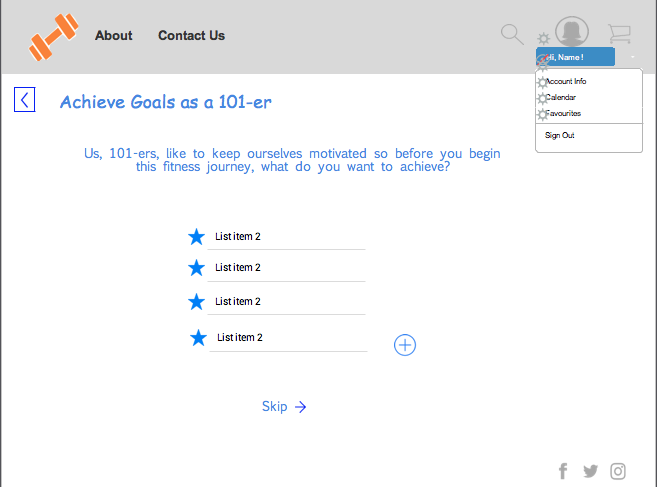 About
Contact Us
Hi, Name !
Account Info
Calendar
Favourites
Sign Out
Achieve Goals as a 101-er
Us, 101-ers, like to keep ourselves motivated so before you begin
this fitness journey, what do you want to achieve?
List item 2
List item 2
List item 2
List item 2
Skip